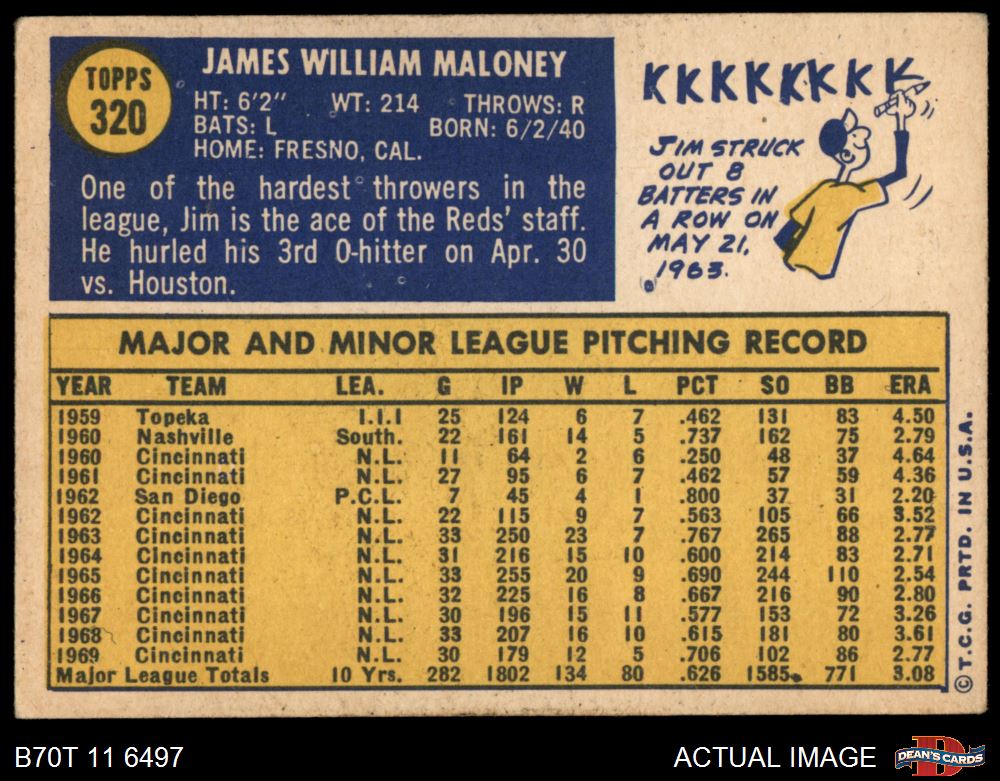 TOPPS
320
JAMES WILLIAM MALONEY
HT: 6'2" WT: 214 THROWS: R
BATS: L BORN: 6/2/40
HOME: FRESNO, CAL.
One of the hardest throwers in the
league, Jim is the ace of the Reds' staff.
He hurled his 3rd 0-hitter on Apr. 30
vs. Houston.
KKKKKKKK
JIM STRUCK
OUT 8
BATTERS IN
A ROW ON
MAY 21,
1963.
MAJOR AND MINOR LEAGUE PITCHING RECORD
YEAR TEAM LEA. G IP W L PCT SO BB ERA
1959 Topeka I.I.I 25 124 6 7 .462 131 83 4.50
1960 Nashville South. 22 161 14 5 .737 162 75 2.79
1960 Cincinnati N.L. 11 64 2 6 .250 48 37 4.64
1961 Cincinnati N.L. 27 95 6 7 .462 57 59 4.36
1962 San Diego P.C.L. 7 45 4 1 .800 37 31 2.20
1962 Cincinnati N.L. 22 115 9 7 .563 105 66 3.52
1963 Cincinnati N.L. 33 250 23 7 .767 265 88 2.77
1964 Cincinnati N.L. 31 216 15 10 .600 214 83 2.71
1965 Cincinnati N.L. 33 255 20 9 .690 244 110 2.54
1966 Cincinnati N.L. 32 225 16 8 .667 216 90 2.80
1967 Cincinnati N.L. 30 196 15 11 .577 153 72 3.26
1968 Cincinnati N.L. 33 207 16 10 .615 181 80 3.61
1969 Cincinnati N.L. 30 179 12 5 .706 102 86 2.77
Major League Totals 10 Yrs. 282 1802 134 80 .626 1585 771 3.08
©T.C.G. PRTD. IN U.S.A.
B70T 11 6497
ACTUAL IMAGE
D
DEAN'S CARDS